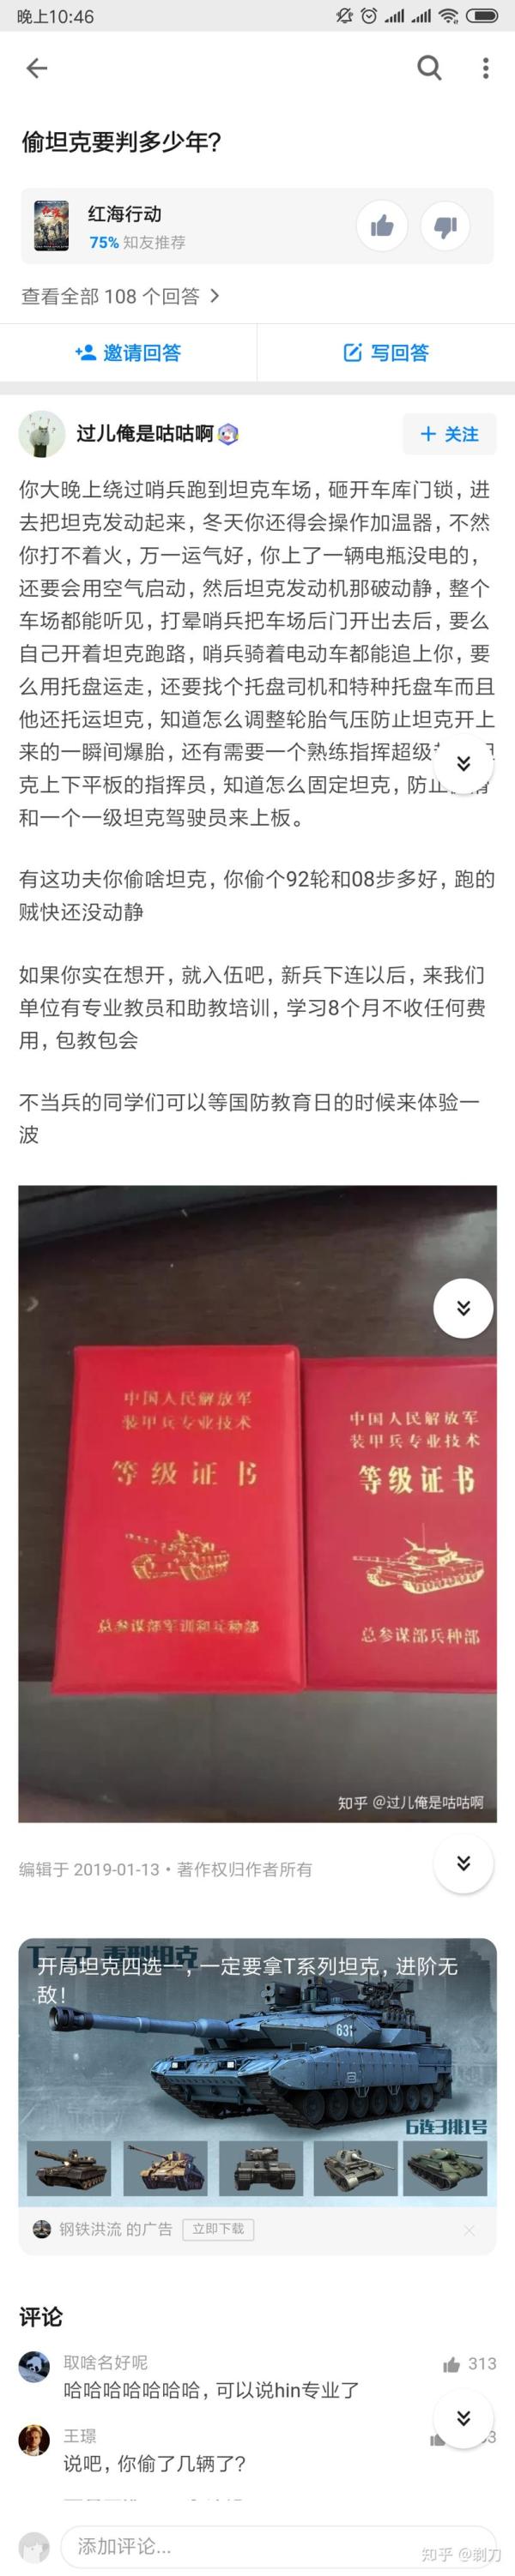 晚上10:46
偷坦克要判多少年?
红海行动
75% 知友推荐
查看全部 108 个回答
邀请回答
写回答
过儿俺是咕咕啊
+ 关注
你大晚上绕过哨兵跑到坦克车场，砸开车库门锁，进
去把坦克发动起来，冬天你还得会操作加温器，不然
你打不着火，万一运气好，你上了一辆电瓶没电的，
还要会用空气启动，然后坦克发动机那破动静，整个
车场都能听见，打晕哨兵把车场后门开出去后，要么
自己开着坦克跑路，哨兵骑着电动车都能追上你，要
么用托盘运走，还要找个托盘司机和特种托盘车而且
他还托运坦克，知道怎么调整轮胎气压防止坦克开上
来的一瞬间爆胎，还有需要一个熟练指挥超级
克上下平板的指挥员，知道怎么固定坦克，防止
和一个一级坦克驾驶员来上板。
有这功夫你偷啥坦克，你偷个92轮和08步多好，跑的
贼快还没动静
如果你实在想开，就入伍吧，新兵下连以后，来我们
单位有专业教员和助教培训，学习8个月不收任何费
用，包教包会
不当兵的同学们可以等国防教育日的时候来体验一
波
中国人民解放军
装甲兵专业技术
等级证书
总参谋部军训和兵种部
中国人民解放军
装甲兵专业技术
等级证书
总参谋部兵种部
知乎 @过儿俺是咕咕啊
编辑于 2019-01-13 · 著作权归作者所有
开局坦克四选一，一定要拿T系列坦克，进阶无
敌！
631
6连3排1号
钢铁洪流 的广告
立即下载
评论
取啥名好呢
313
哈哈哈哈哈哈哈，可以说hin专业了
王璟
说吧，你偷了几辆了?
添加评论...
知乎 @剃刀